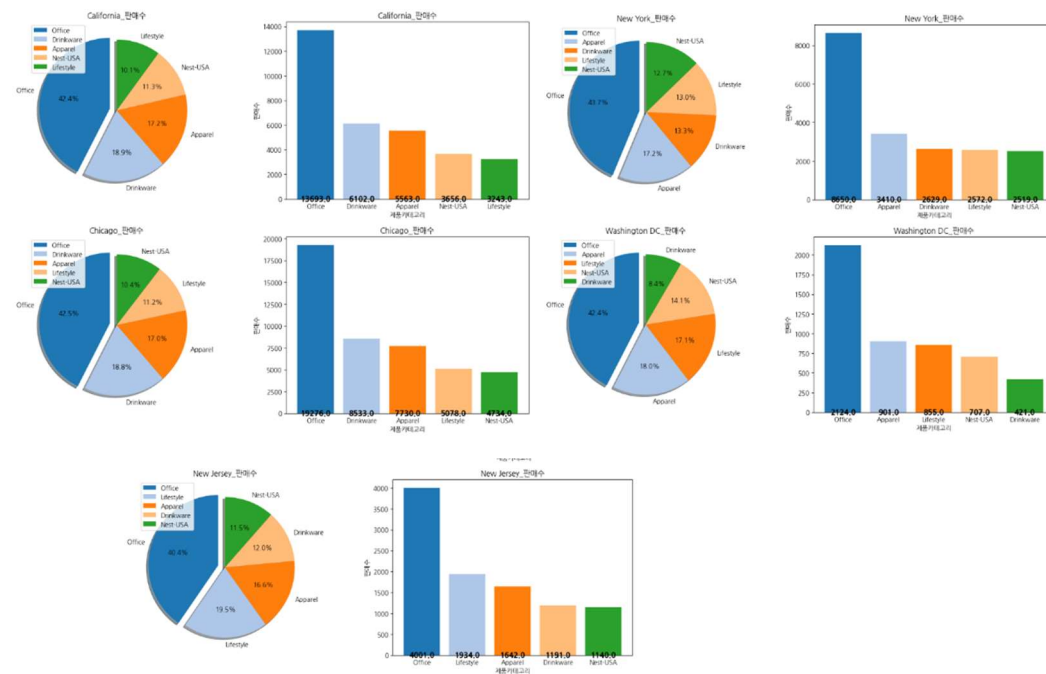 California_판매수
Office
Drinkware
Apparel
Nest-USA
Lifestyle
Lifestyle
Nest-USA
Apparel
Drinkware
Office
10.1%
11.3%
17.2%
18.9%
42.4%
California_판매수
판매수
14000
12000
10000
8000
6000
4000
2000
0
13693.0 6102.0 5563.0 3656.0 3243.0
Office Drinkware Apparel Nest-USA Lifestyle
제품카테고리
New York_판매수
Office
Apparel
Drinkware
Lifestyle
Nest-USA
Nest-USA
Lifestyle
Drinkware
Apparel
Office
12.7%
13.0%
13.3%
17.2%
43.7%
New York_판매수
판매수
8000
6000
4000
2000
0
8650.0 3410.0 2629.0 2572.0 2519.0
Office Apparel Drinkware Lifestyle Nest-USA
제품카테고리
Chicago_판매수
Office
Drinkware
Apparel
Lifestyle
Nest-USA
Nest-USA
Lifestyle
Apparel
Drinkware
Office
10.4%
11.2%
17.0%
18.8%
42.5%
Chicago_판매수
판매수
20000
17500
15000
12500
10000
7500
5000
2500
0
19276.0 8533.0 7730.0 5078.0 4734.0
Office Drinkware Apparel Lifestyle Nest-USA
제품카테고리
Washington DC_판매수
Office
Apparel
Lifestyle
Nest-USA
Drinkware
Drinkware
Nest-USA
Lifestyle
Apparel
Office
8.4%
14.1%
17.1%
18.0%
42.4%
Washington DC_판매수
판매수
2000
1750
1500
1250
1000
750
500
250
0
2124.0 901.0 855.0 707.0 421.0
Office Apparel Lifestyle Nest-USA Drinkware
제품카테고리
New Jersey_판매수
Office
Lifestyle
Apparel
Drinkware
Nest-USA
Nest-USA
Drinkware
Apparel
Lifestyle
Office
11.5%
12.0%
16.6%
19.5%
40.4%
New Jersey_판매수
판매수
4000
3500
3000
2500
2000
1500
1000
500
0
4001.0 1934.0 1642.0 1191.0 1140.0
Office Lifestyle Apparel Drinkware Nest-USA
제품카테고리